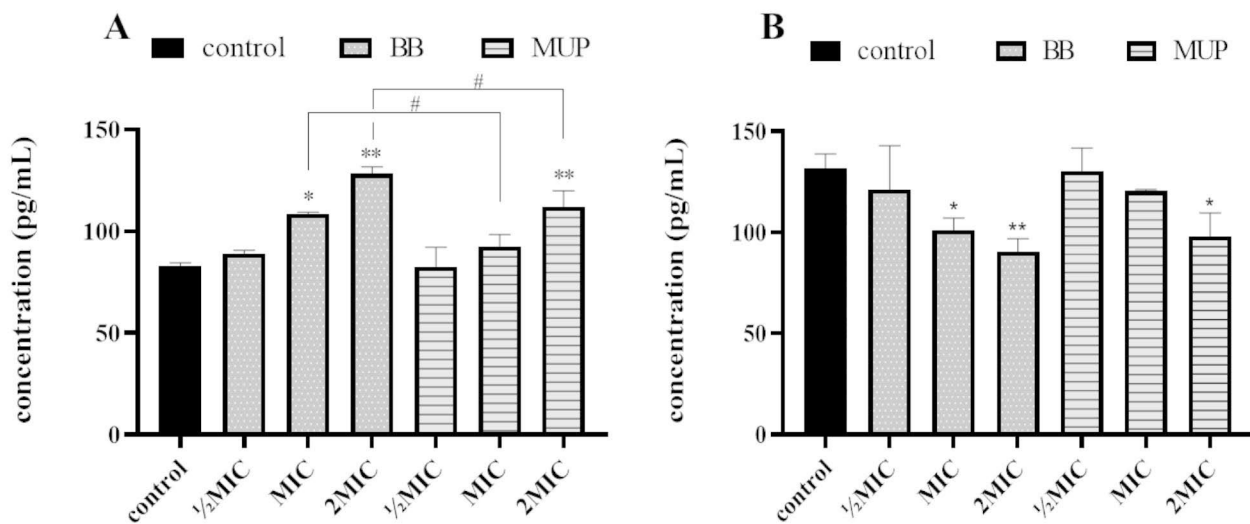 A
control BB MUP
#
#
concentration (pg/mL)
150
100
50
0
*
**
**
control ½MIC MIC 2MIC ½MIC MIC 2MIC
B
control BB MUP
concentration (pg/mL)
150
100
50
0
*
**
*
control ½MIC MIC 2MIC ½MIC MIC 2MIC